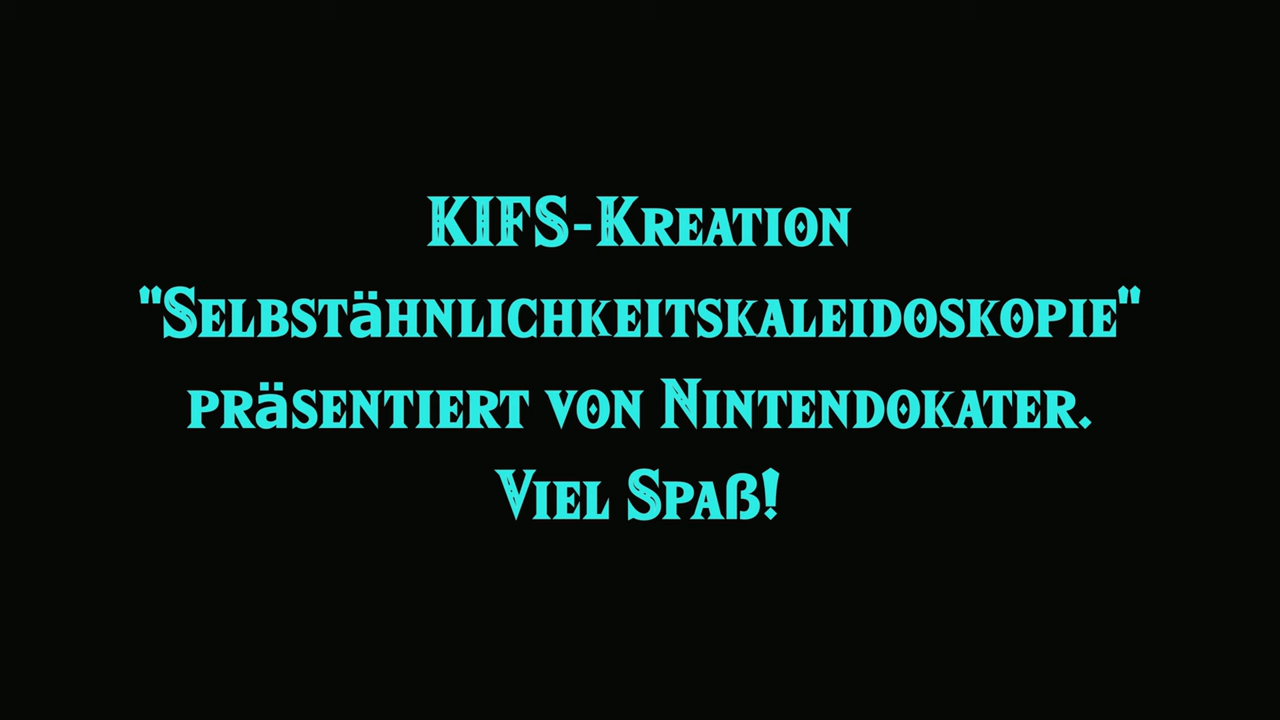 KIFS-Kreation
"Selbstähnlichkeitskaleidoskopie"
präsentiert von Nintendokater.
Viel Spaß!